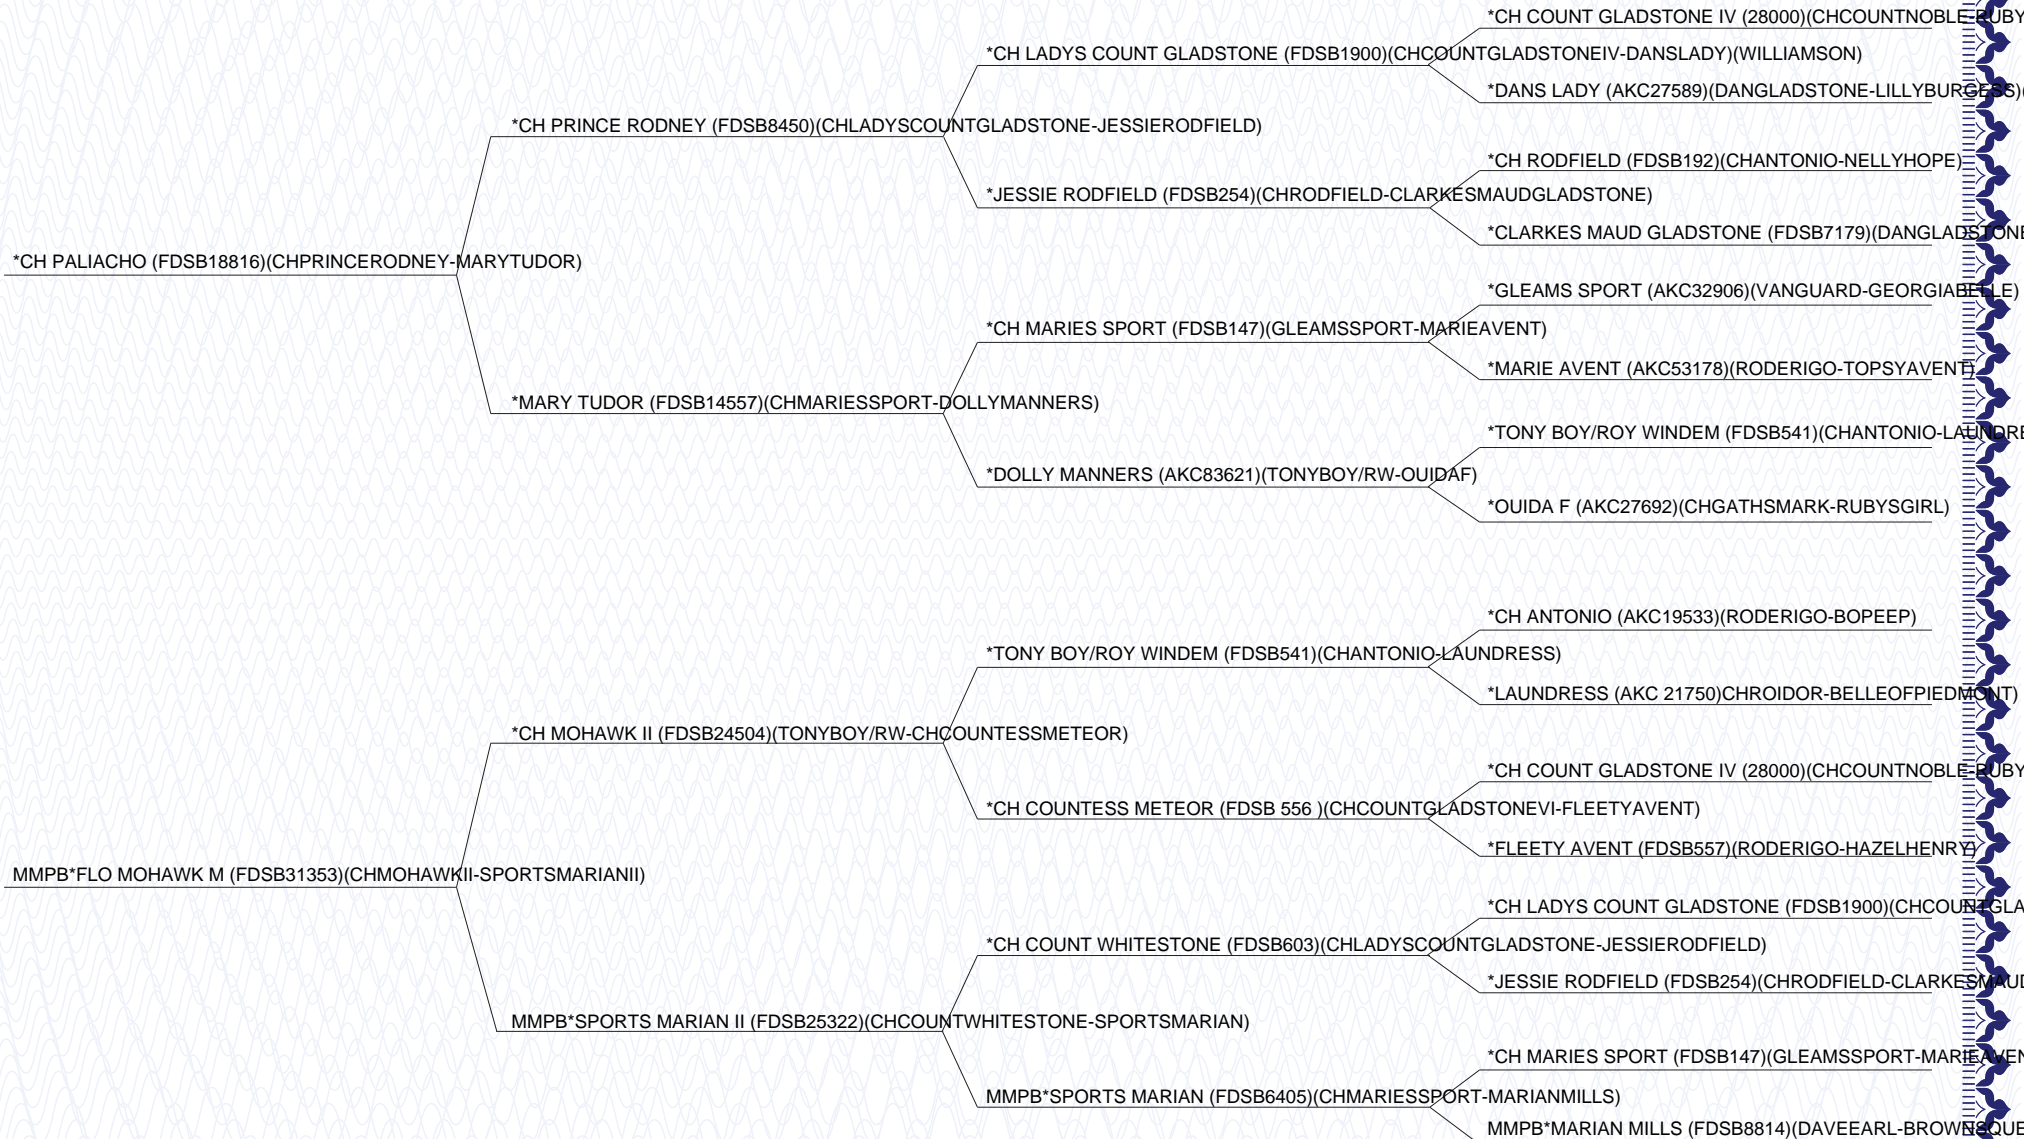 *CH COUNT GLADSTONE IV (28000)(CHCOUNTNOBLE-RUBY
*CH LADYS COUNT GLADSTONE (FDSB1900)(CHCOUNTGLADSTONEIV-DANSLADY)(WILLIAMSON)
*DANS LADY (AKC27589)(DANGLADSTONE-LILLYBURGESS)(
*CH PRINCE RODNEY (FDSB8450)(CHLADYSCOUNTGLADSTONE-JESSIERODFIELD)
*CH RODFIELD (FDSB192)(CHANTONIO-NELLYHOPE)
*JESSIE RODFIELD (FDSB254)(CHRODFIELD-CLARKESMAUDGLADSTONE)
*CLARKES MAUD GLADSTONE (FDSB7179)(DANGLADSTONE
*CH PALIACHO (FDSB18816)(CHPRINCERODNEY-MARYTUDOR)
*GLEAMS SPORT (AKC32906)(VANGUARD-GEORGIABELLE)
*CH MARIES SPORT (FDSB147)(GLEAMSSPORT-MARIEAVENT)
*MARIE AVENT (AKC53178)(RODERIGO-TOPSYAVENT)
*MARY TUDOR (FDSB14557)(CHMARIESSPORT-DOLLYMANNERS)
*TONY BOY/ROY WINDEM (FDSB541)(CHANTONIO-LAUNDRE
*DOLLY MANNERS (AKC83621)(TONYBOY/RW-OUIDAF)
*OUIDA F (AKC27692)(CHGATHSMARK-RUBYSGIRL)
*CH ANTONIO (AKC19533)(RODERIGO-BOPEEP)
*TONY BOY/ROY WINDEM (FDSB541)(CHANTONIO-LAUNDRESS)
*LAUNDRESS (AKC 21750)CHROIDOR-BELLEOFPIEDMONT)
*CH MOHAWK II (FDSB24504)(TONYBOY/RW-CHCOUNTESSMETEOR)
*CH COUNT GLADSTONE IV (28000)(CHCOUNTNOBLE-RUBY
*CH COUNTESS METEOR (FDSB 556 )(CHCOUNTGLADSTONEVI-FLEETYAVENT)
*FLEETY AVENT (FDSB557)(RODERIGO-HAZELHENRY)
MMPB*FLO MOHAWK M (FDSB31353)(CHMOHAWKII-SPORTSMARIANII)
*CH LADYS COUNT GLADSTONE (FDSB1900)(CHCOUNTGLA
*CH COUNT WHITESTONE (FDSB603)(CHLADYSCOUNTGLADSTONE-JESSIERODFIELD)
*JESSIE RODFIELD (FDSB254)(CHRODFIELD-CLARKESMAUD
MMPB*SPORTS MARIAN II (FDSB25322)(CHCOUNTWHITESTONE-SPORTSMARIAN)
*CH MARIES SPORT (FDSB147)(GLEAMSSPORT-MARIEAVEN
MMPB*SPORTS MARIAN (FDSB6405)(CHMARIESSPORT-MARIANMILLS)
MMPB*MARIAN MILLS (FDSB8814)(DAVEEARL-BROWNSQUE